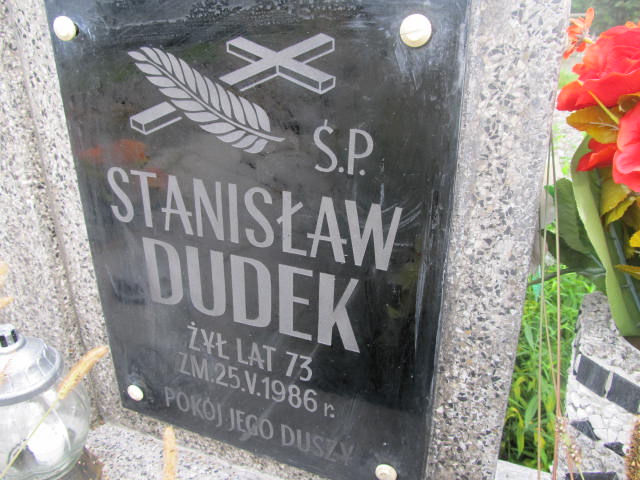 Ś.P.
STANISŁAW
DUDEK
ŻYŁ LAT 73
ZM.25.V.1986 r.
POKÓJ JEGO DUSZY